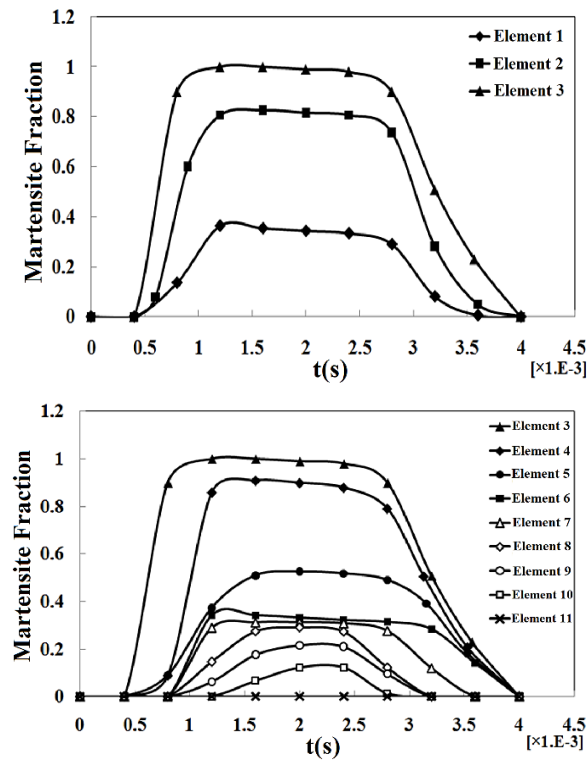 Martensite Fraction
1.2
1
0.8
0.6
0.4
0.2
0
Element 1
Element 2
Element 3
0 0.5 1 1.5 2 2.5 3 3.5 4 4.5
t(s)
[×1.E-3]
Martensite Fraction
1.2
1
0.8
0.6
0.4
0.2
0
Element 3
Element 4
Element 5
Element 6
Element 7
Element 8
Element 9
Element 10
Element 11
0 0.5 1 1.5 2 2.5 3 3.5 4 4.5
t(s)
[×1.E-3]